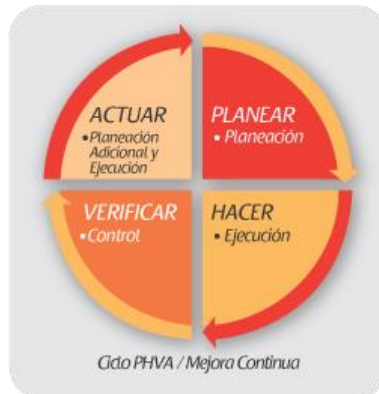 ACTUAR
•Planeación
Adicional y
Ejecución
PLANEAR
• Planeación
VERIFICAR
•Control
HACER
• Ejecución
Ciclo PHVA / Mejora Continua